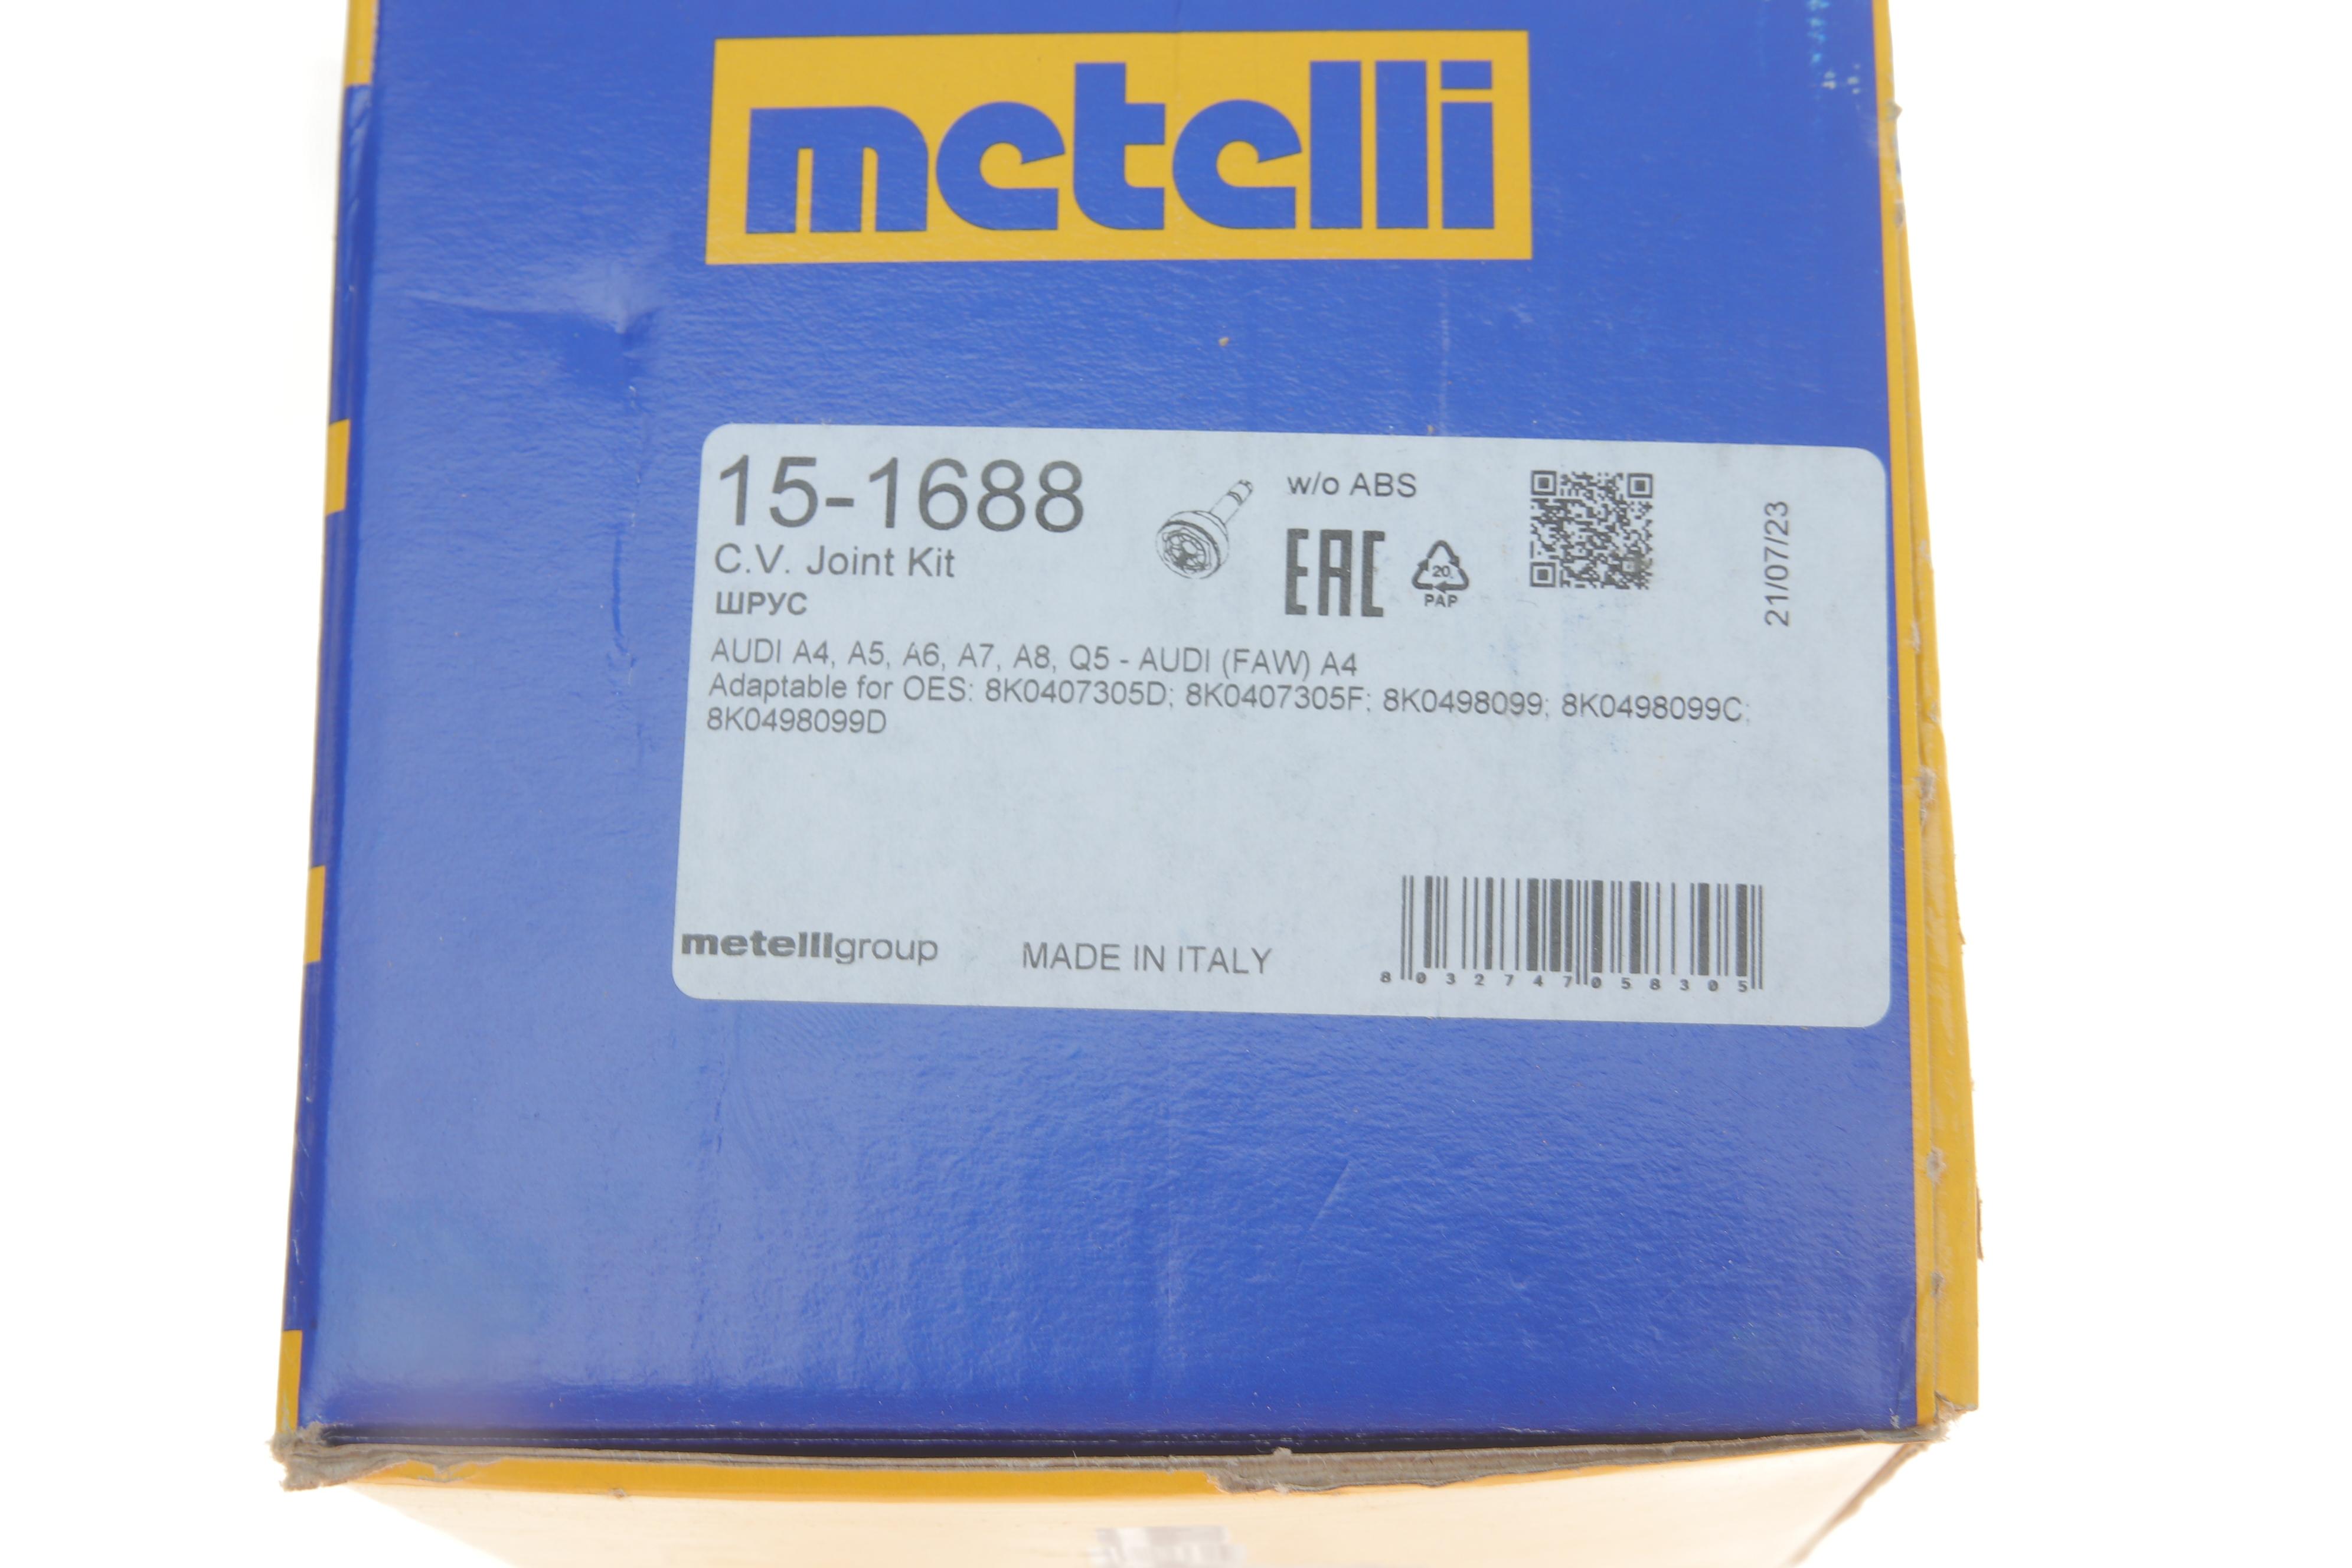 metelli
15-1688
w/o ABS
C.V. Joint Kit
EAC
20
PAP
21/07/23
ШРУС
AUDI A4, A5, A6, A7, A8, Q5 - AUDI (FAW) A4
Adaptable for OES: 8K0407305D; 8K0407305F; 8K0498099; 8K0498099C;
8K0498099D
metelligroup
MADE IN ITALY
8032747058305